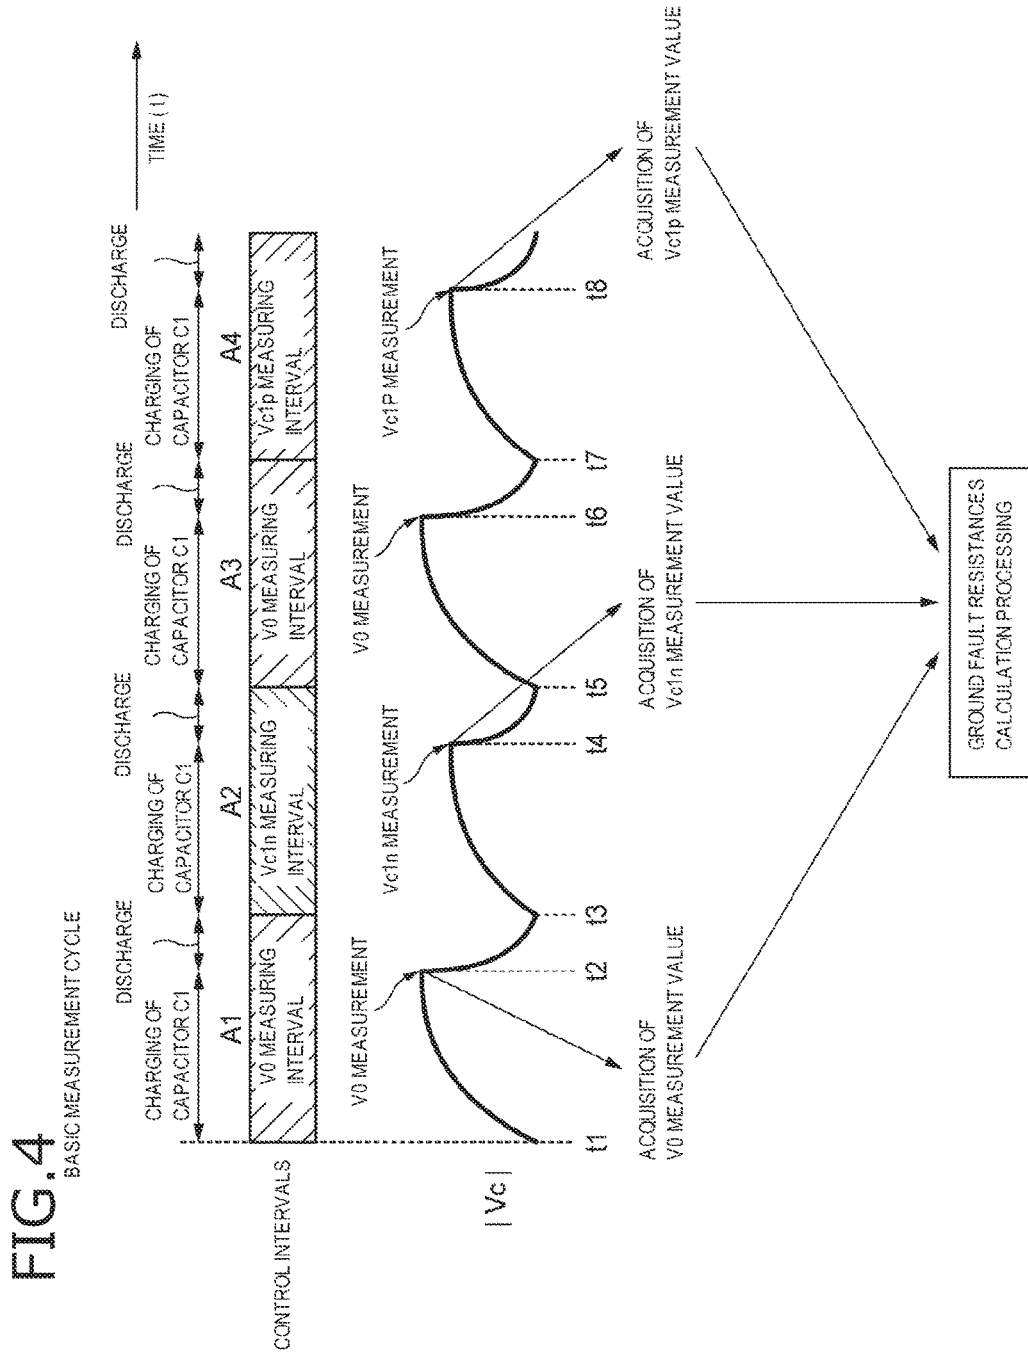 FIG.4
BASIC MEASUREMENT CYCLE
TIME (t)
CHARGING OF
CAPACITOR C1
DISCHARGE
CHARGING OF
CAPACITOR C1
DISCHARGE
CHARGING OF
CAPACITOR C1
DISCHARGE
CHARGING OF
CAPACITOR C1
DISCHARGE
A1
A2
A3
A4
CONTROL INTERVALS
V0 MEASURING
INTERVAL
Vc1n MEASURING
INTERVAL
V0 MEASURING
INTERVAL
Vc1p MEASURING
INTERVAL
V0 MEASUREMENT
Vc1n MEASUREMENT
V0 MEASUREMENT
Vc1P MEASUREMENT
| Vc |
t1
t2
t3
t4
t5
t6
t7
t8
ACQUISITION OF
V0 MEASUREMENT VALUE
ACQUISITION OF
Vc1n MEASUREMENT VALUE
ACQUISITION OF
Vc1p MEASUREMENT VALUE
GROUND FAULT RESISTANCES
CALCULATION PROCESSING